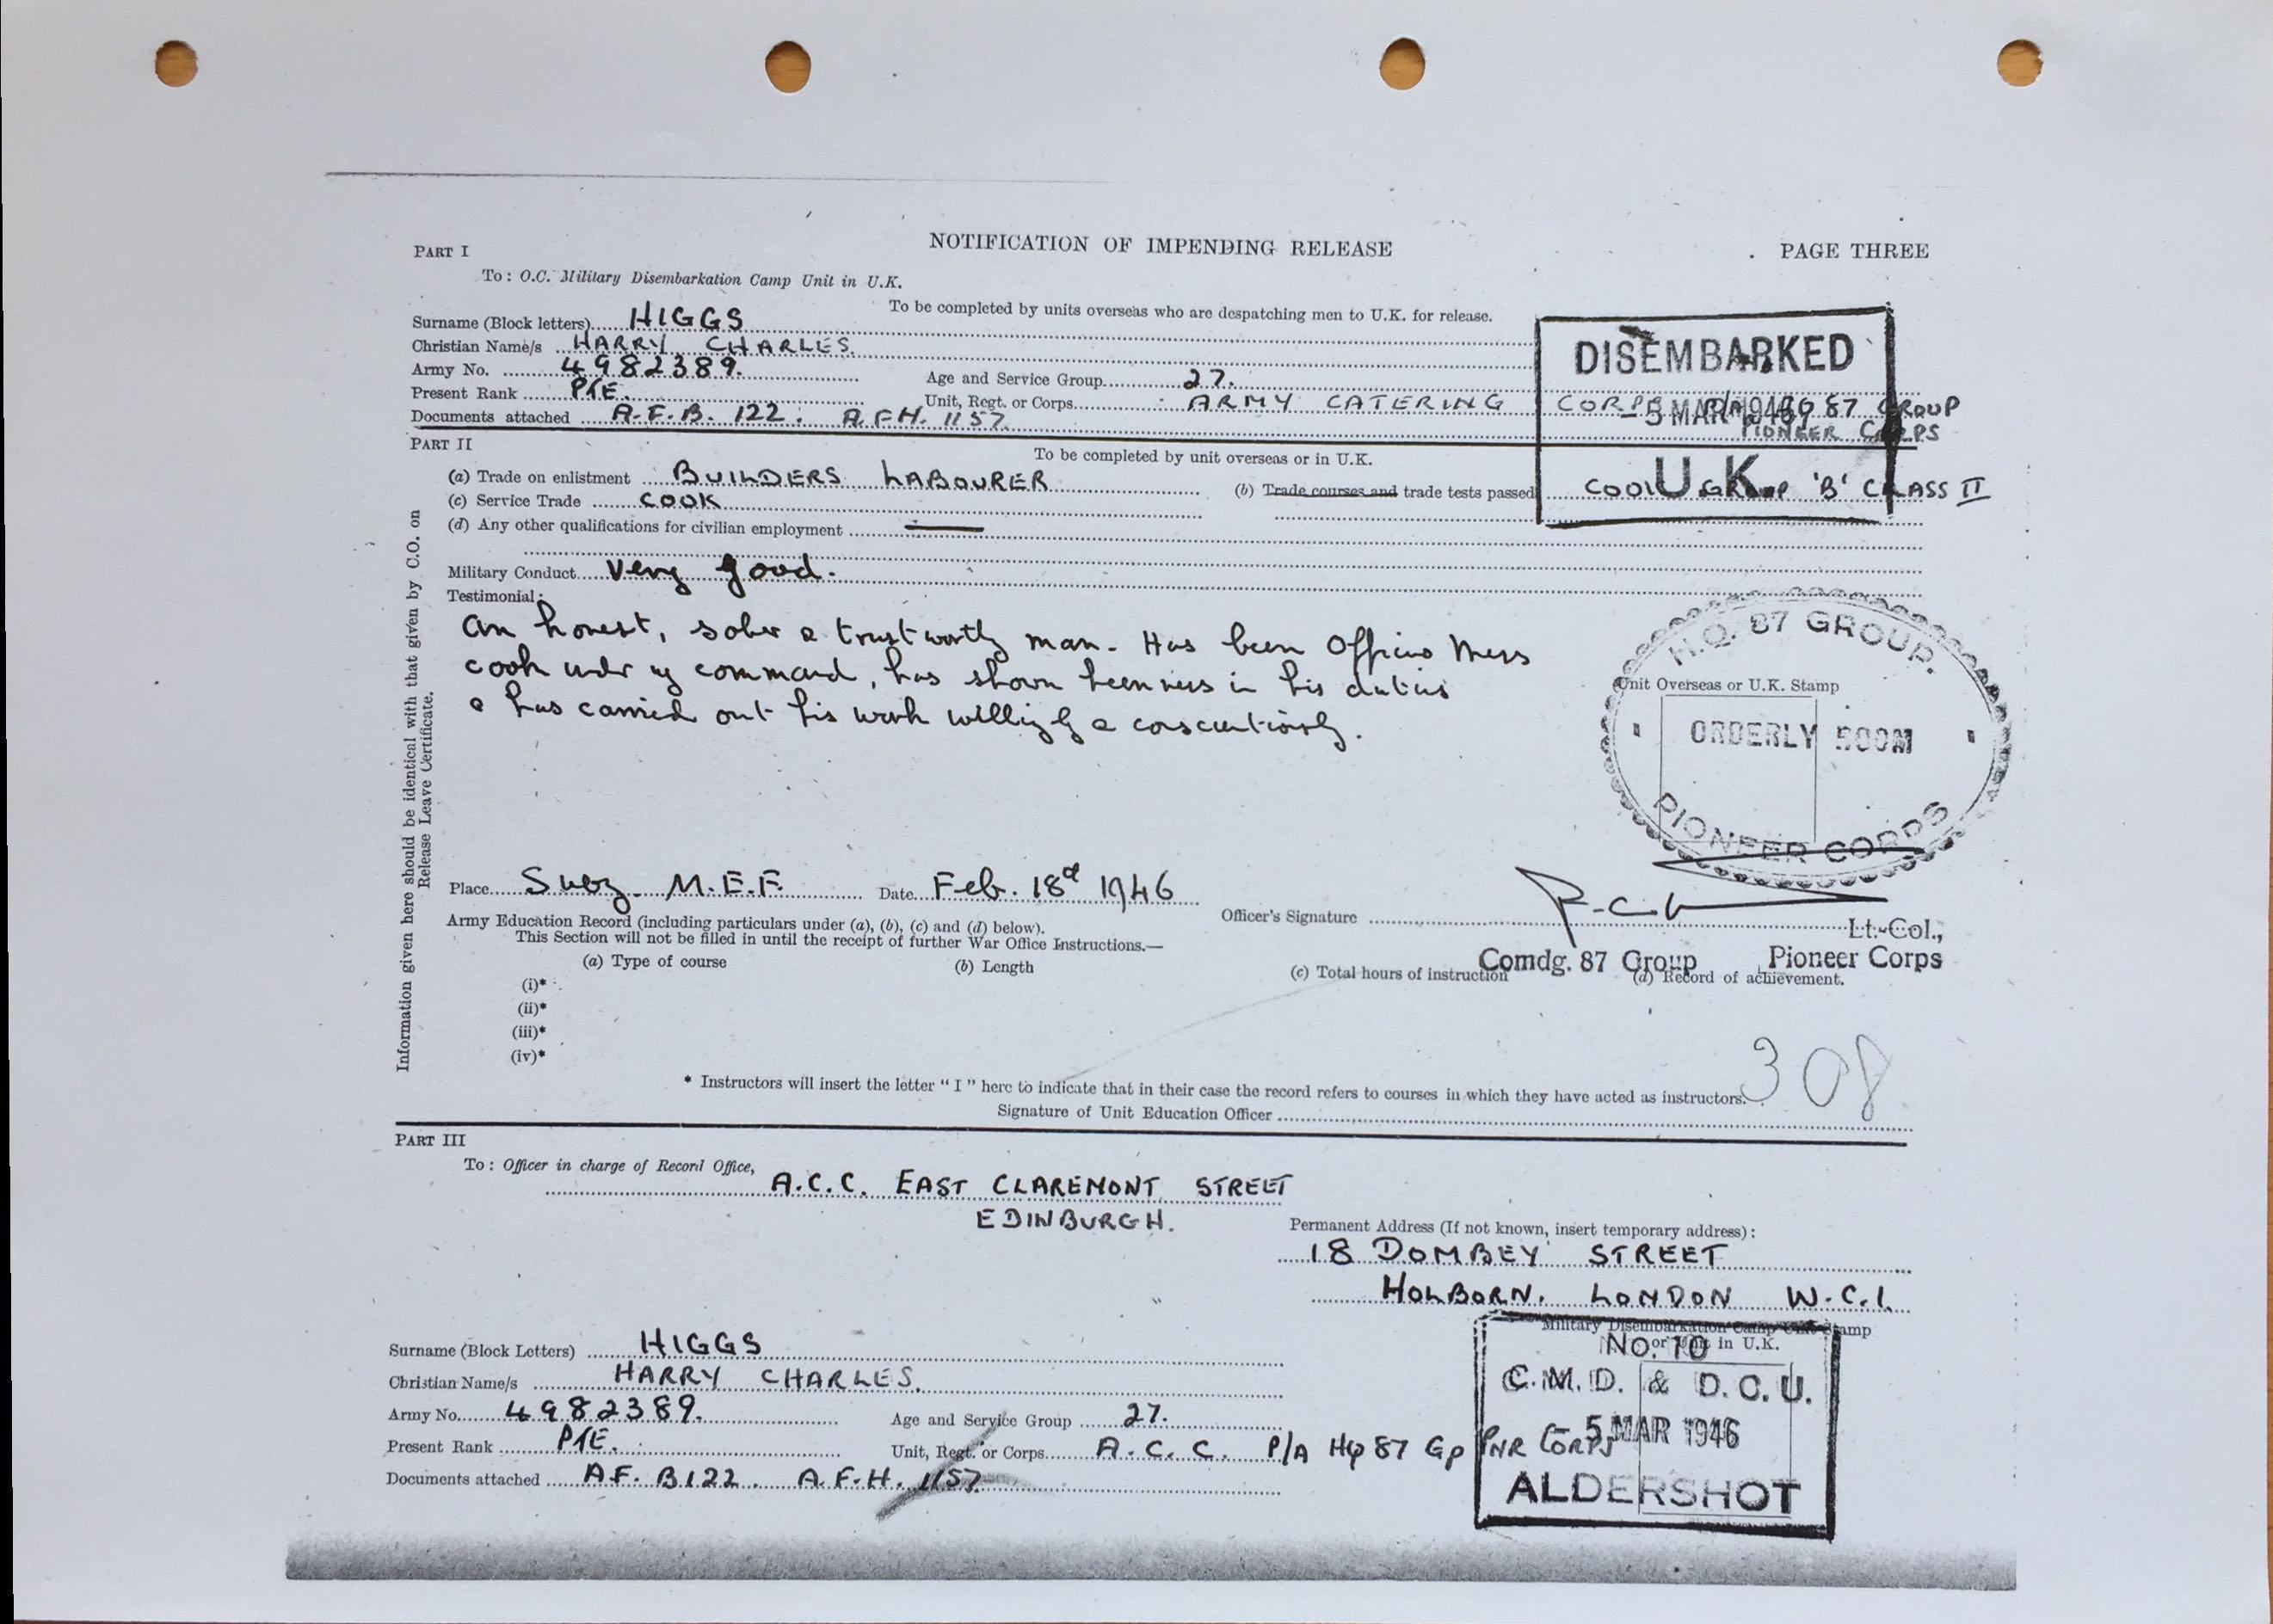 PART I
NOTIFICATION OF IMPENDING RELEASE
PAGE THREE
To: O.C. Military Disembarkation Camp Unit in U.K.
To be completed by units overseas who are despatching men to U.K. for release.
Surname (Block letters) HIGGS
Christian Name/s HARRY CHARLES
Army No. 4982389.
Age and Service Group 27.
Present Rank PTE.
Unit, Regt. or Corps ARMY CATERING CORPS P/A HQ 87 GROUP
PIONEER CORPS
Documents attached A.F.B. 122. A.F.H. 1157
DISEMBARKED
5 MAR 1946
U.K.
PART II
To be completed by unit overseas or in U.K.
(a) Trade on enlistment BUILDERS LABOURER
(b) Trade courses and trade tests passed COOK GROUP 'B' CLASS II
(c) Service Trade COOK
(d) Any other qualifications for civilian employment —
Military Conduct Very good.
Testimonial:
An honest, sober & trustworthy man. Has been Officers Mess
cook under my command, has shown keenness in his duties
& has carried out his work willingly & conscientiously.
H.Q. 87 GROUP.
Unit Overseas or U.K. Stamp
ORDERLY ROOM
PIONEER CORPS
Information given here should be identical with that given by C.O. on
Release Leave Certificate.
Place Suez M.E.F. Date Feb. 18d 1946
Officer's Signature
Lt.-Col.,
Comdg. 87 Group Pioneer Corps
Army Education Record (including particulars under (a), (b), (c) and (d) below).
This Section will not be filled in until the receipt of further War Office Instructions.—
(a) Type of course
(b) Length
(c) Total hours of instruction
(d) Record of achievement.
(i)*
(ii)*
(iii)*
(iv)*
308
* Instructors will insert the letter “ I ” here to indicate that in their case the record refers to courses in which they have acted as instructors.
Signature of Unit Education Officer
PART III
To: Officer in charge of Record Office,
A.C.C. EAST CLAREMONT STREET
EDINBURGH.
Permanent Address (If not known, insert temporary address):
18 DOMBEY STREET
HOLBORN. LONDON W.C.1.
Military Disembarkation Camp Unit Stamp
or Unit in U.K.
Surname (Block Letters) HIGGS
Christian Name/s HARRY CHARLES.
Army No. 4982389.
Age and Service Group 27.
Present Rank PTE.
Unit, Regt. or Corps A.C.C. P/A HQ 87 Gp PNR CORPS
Documents attached A.F. B122. A.F.H. 1157
No. 10
C.M.D. & D.C.U.
5 MAR 1946
ALDERSHOT